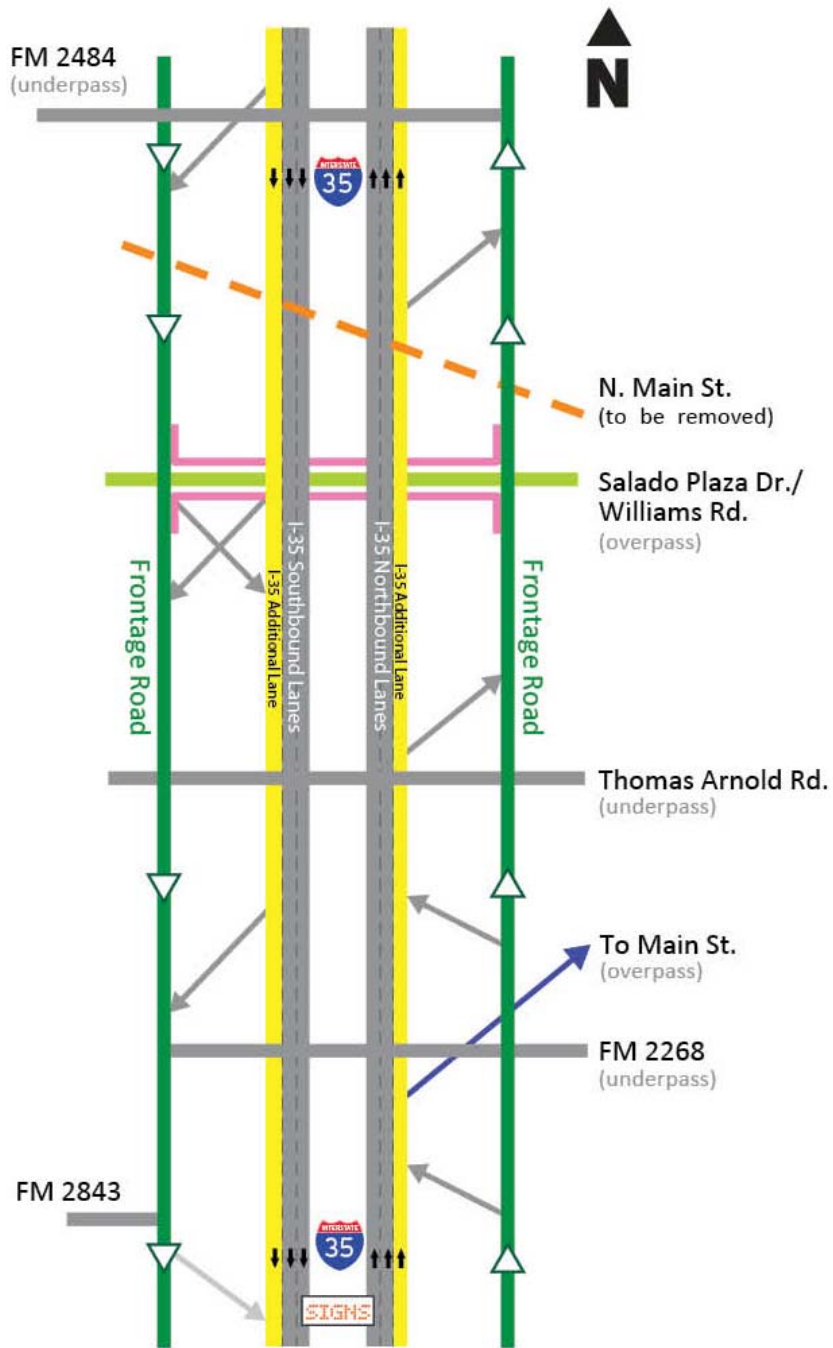 FM 2484
(underpass)
N
INTERSTATE
35
N. Main St.
(to be removed)
Salado Plaza Dr./
Williams Rd.
(overpass)
Frontage Road
I-35 Additional Lane
I-35 Southbound Lanes
I-35 Northbound Lanes
I-35 Additional Lane
Frontage Road
Thomas Arnold Rd.
(underpass)
To Main St.
(overpass)
FM 2268
(underpass)
FM 2843
INTERSTATE
35
SIGNS